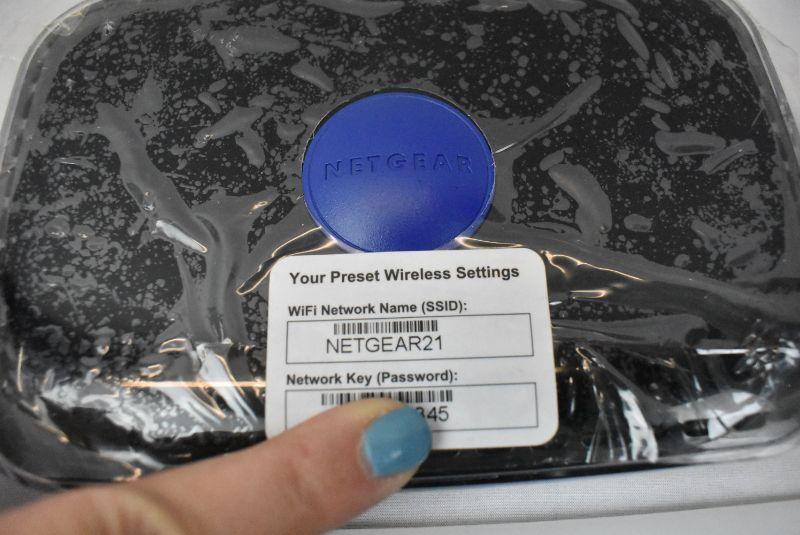 NETGEAR
Your Preset Wireless Settings
WiFi Network Name (SSID):
NETGEAR21
Network Key (Password):
345